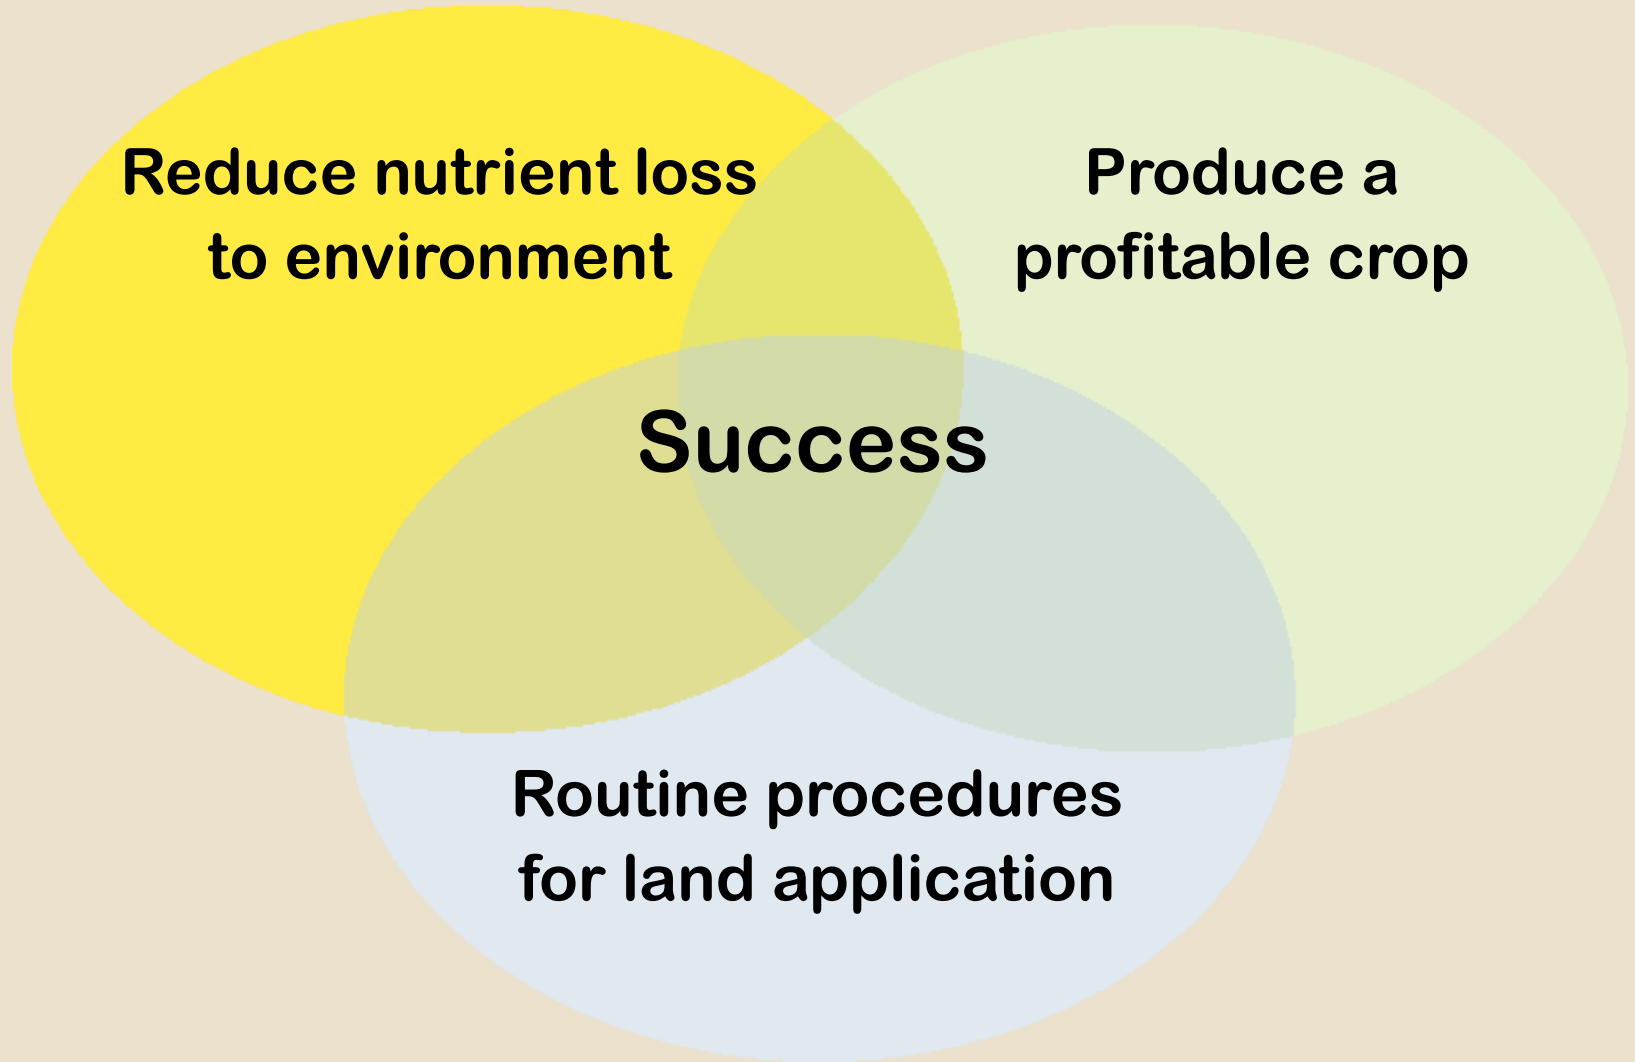 Reduce nutrient loss
to environment
Produce a
profitable crop
Success
Routine procedures
for land application